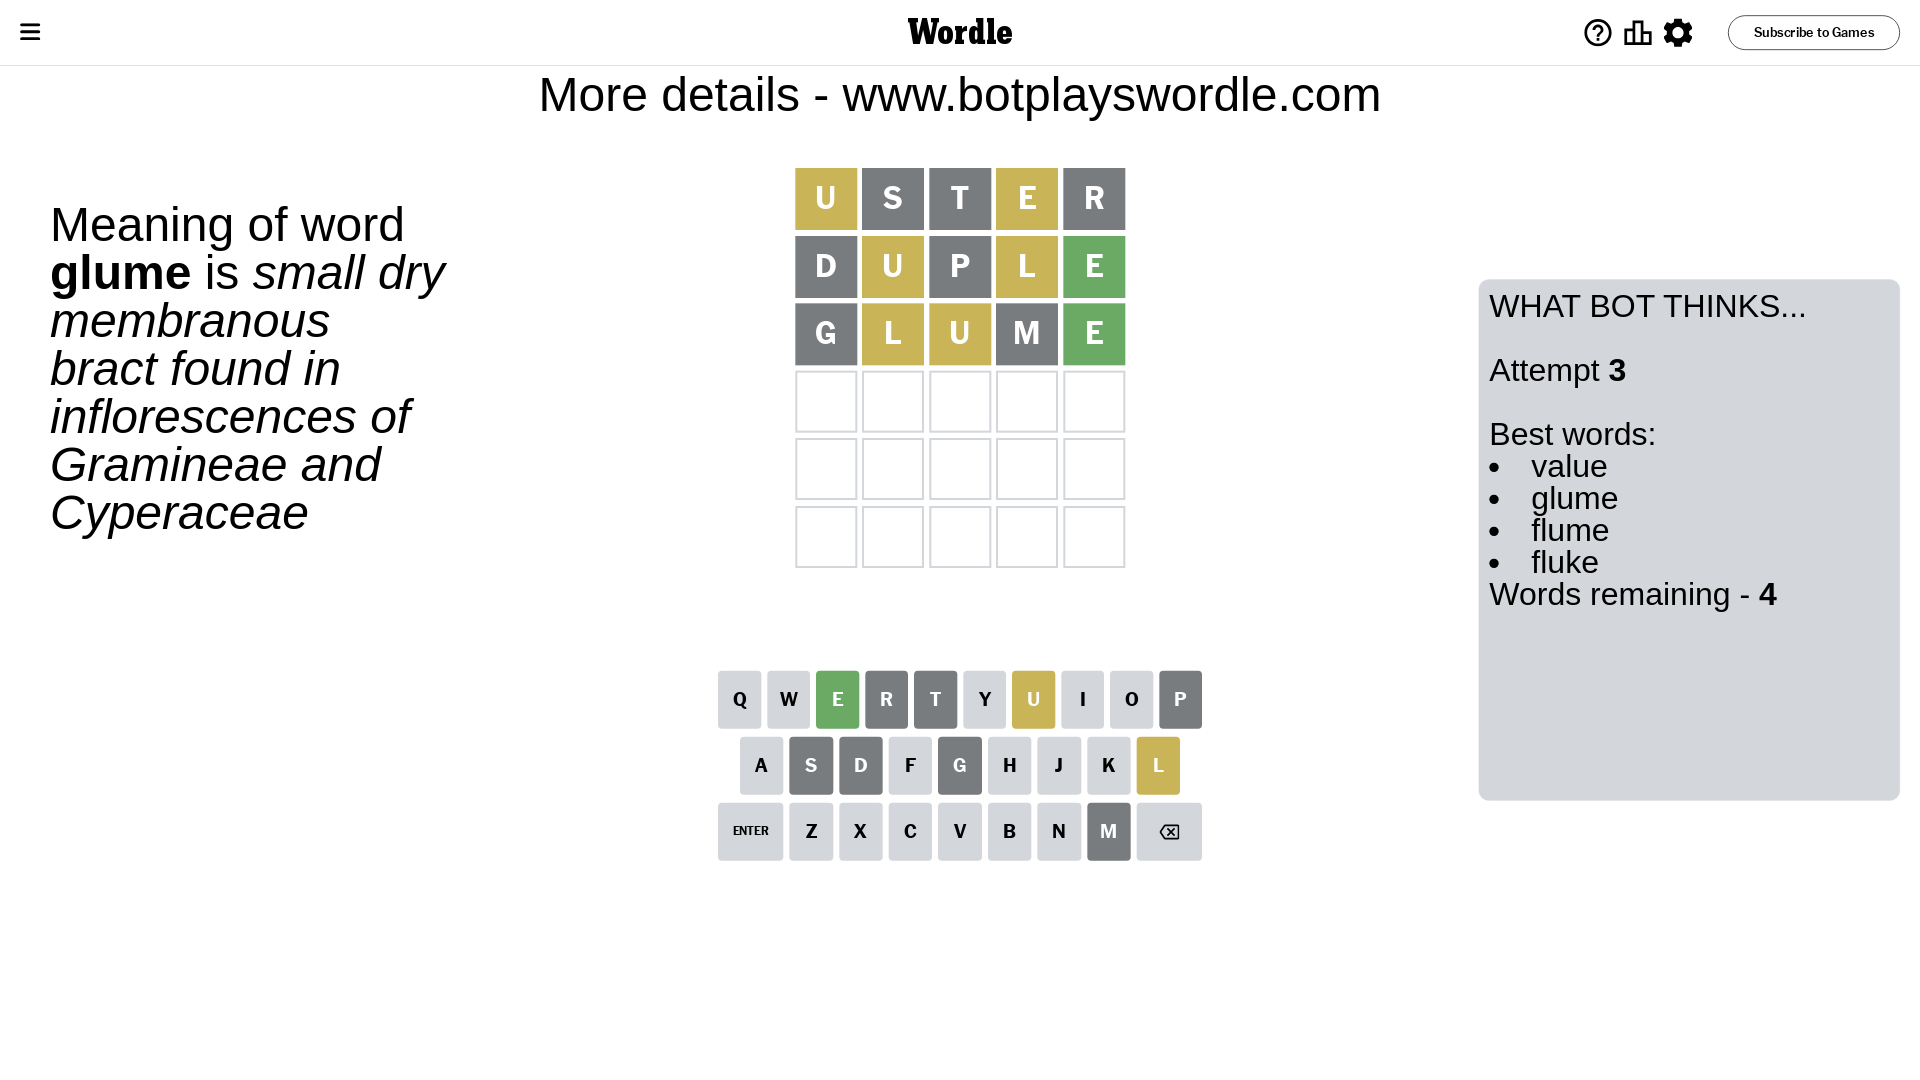 Wordle
Subscribe to Games
More details - www.botplayswordle.com
Meaning of word
glume is small dry
membranous
bract found in
inflorescences of
Gramineae and
Cyperaceae
U S T E R
D U P L E
G L U M E
WHAT BOT THINKS...
Attempt 3
Best words:
• value
• glume
• flume
• fluke
Words remaining - 4
Q W E R T Y U I O P
A S D F G H J K L
ENTER Z X C V B N M